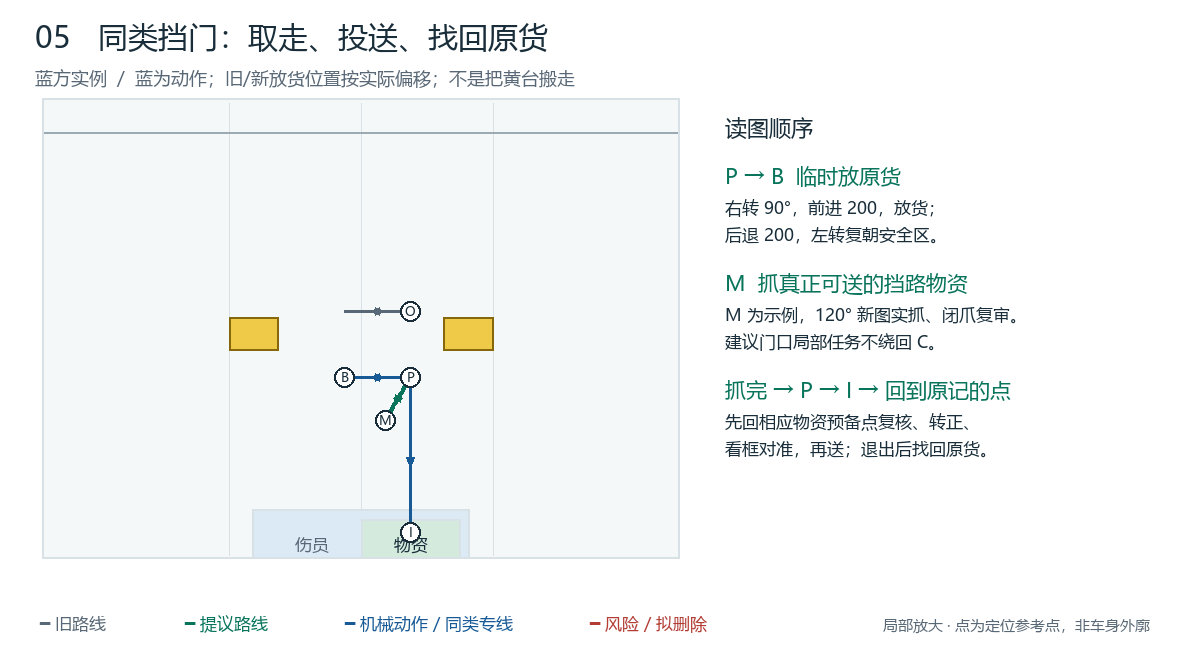 05 同类挡门：取走、投送、找回原货
蓝方实例 / 蓝为动作；旧/新放货位置按实际偏移；不是把黄台搬走
读图顺序
P → B 临时放原货
右转 90°，前进 200，放货；
后退 200，左转复朝安全区。
M 抓真正可送的挡路物资
M 为示例，120° 新图实抓、闭爪复审。
建议门口局部任务不绕回 C。
抓完 → P → I → 回到原记的点
先回相应物资预备点复核、转正、
看框对准，再送；退出后找回原货。
O
B
P
M
I
伤员
物资
旧路线
提议路线
机械动作 / 同类专线
风险 / 拟删除
局部放大 · 点为定位参考点，非车身外廓